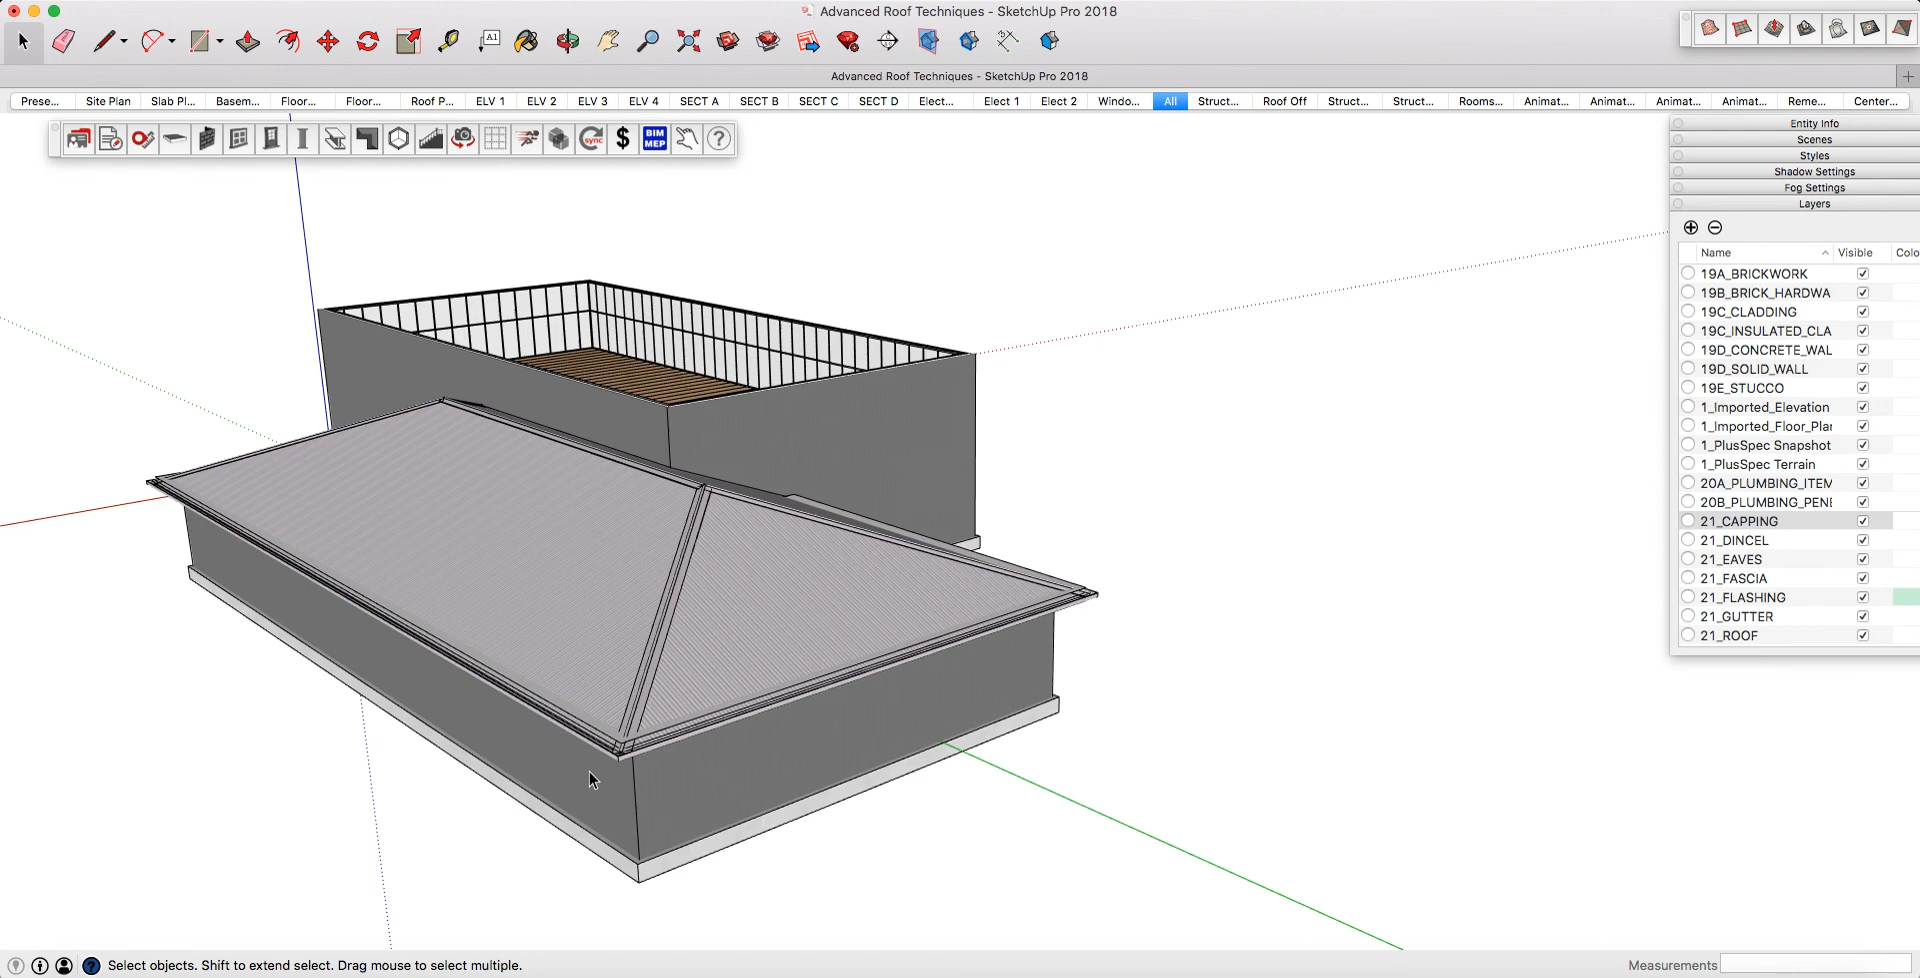 Advanced Roof Techniques - SketchUp Pro 2018
A1
Advanced Roof Techniques - SketchUp Pro 2018
Prese... Site Plan Slab Pl... Basem... Floor... Floor... Roof P... ELV 1 ELV 2 ELV 3 ELV 4 SECT A SECT B SECT C SECT D Elect... Elect 1 Elect 2 Windo... All Struct... Roof Off Struct... Struct... Rooms... Animat... Animat... Animat... Animat... Reme... Center...
sync $ BIM MEP ?
Entity Info
Scenes
Styles
Shadow Settings
Fog Settings
Layers
Name Visible Colo
19A_BRICKWORK
19B_BRICK_HARDWA
19C_CLADDING
19C_INSULATED_CLA
19D_CONCRETE_WAL
19D_SOLID_WALL
19E_STUCCO
1_Imported_Elevation
1_Imported_Floor_Plar
1_PlusSpec Snapshot
1_PlusSpec Terrain
20A_PLUMBING_ITEM
20B_PLUMBING_PENE
21_CAPPING
21_DINCEL
21_EAVES
21_FASCIA
21_FLASHING
21_GUTTER
21_ROOF
? Select objects. Shift to extend select. Drag mouse to select multiple. Measurements